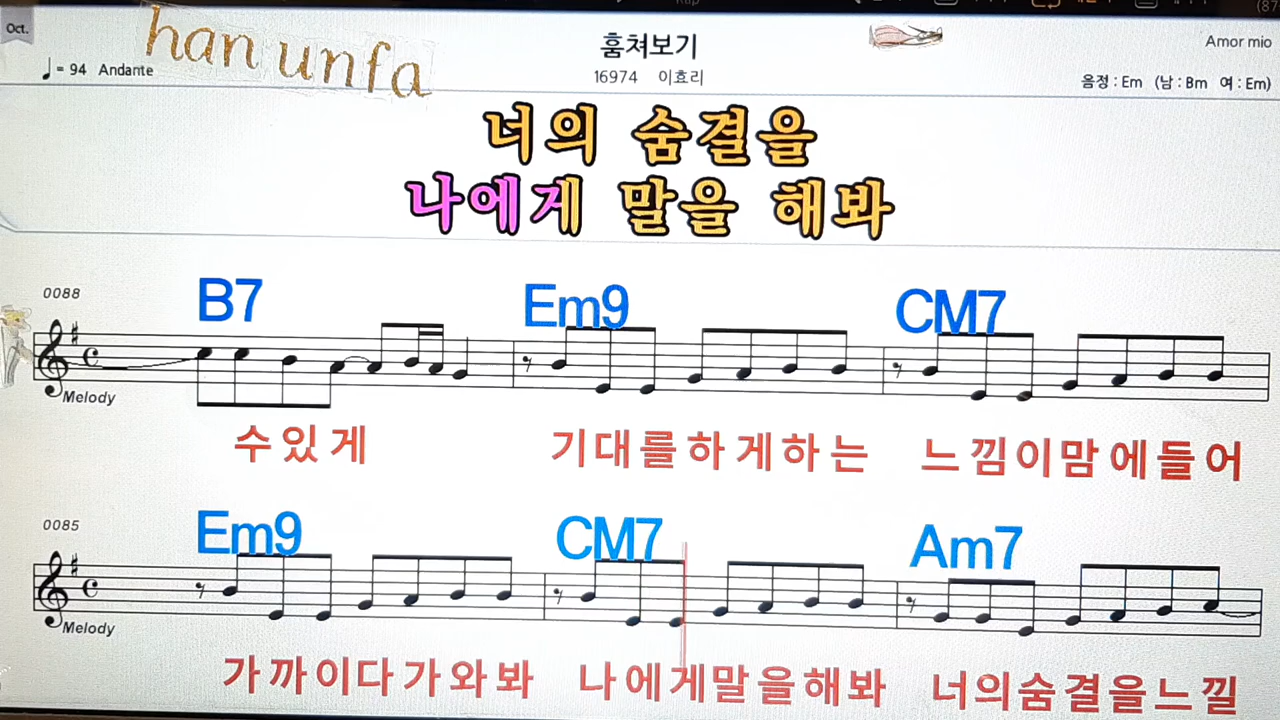 Oct.
han unfa
훔쳐보기
Amor mio
♩= 94 Andante
16974 이효리
음정 : Em (남 : Bm 여 : Em)
너의 숨결을
나에게 말을 해봐
0088
B7 Em9 CM7
Melody
수있게 기대를하게하는 느낌이맘에들어
0085
Em9 CM7 Am7
Melody
가까이다가와봐 나에게말을해봐 너의숨결을느낄